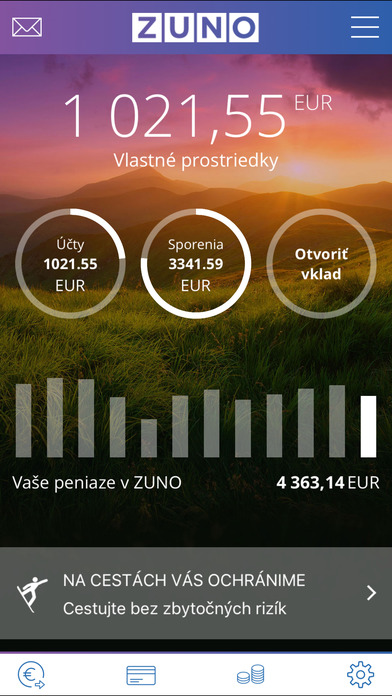 ZUNO
1 021,55 EUR
Vlastné prostriedky
Účty
1021.55
EUR
Sporenia
3341.59
EUR
Otvoriť
vklad
Vaše peniaze v ZUNO 4 363,14 EUR
NA CESTÁCH VÁS OCHRÁNIME
Cestujte bez zbytočných rizík
€